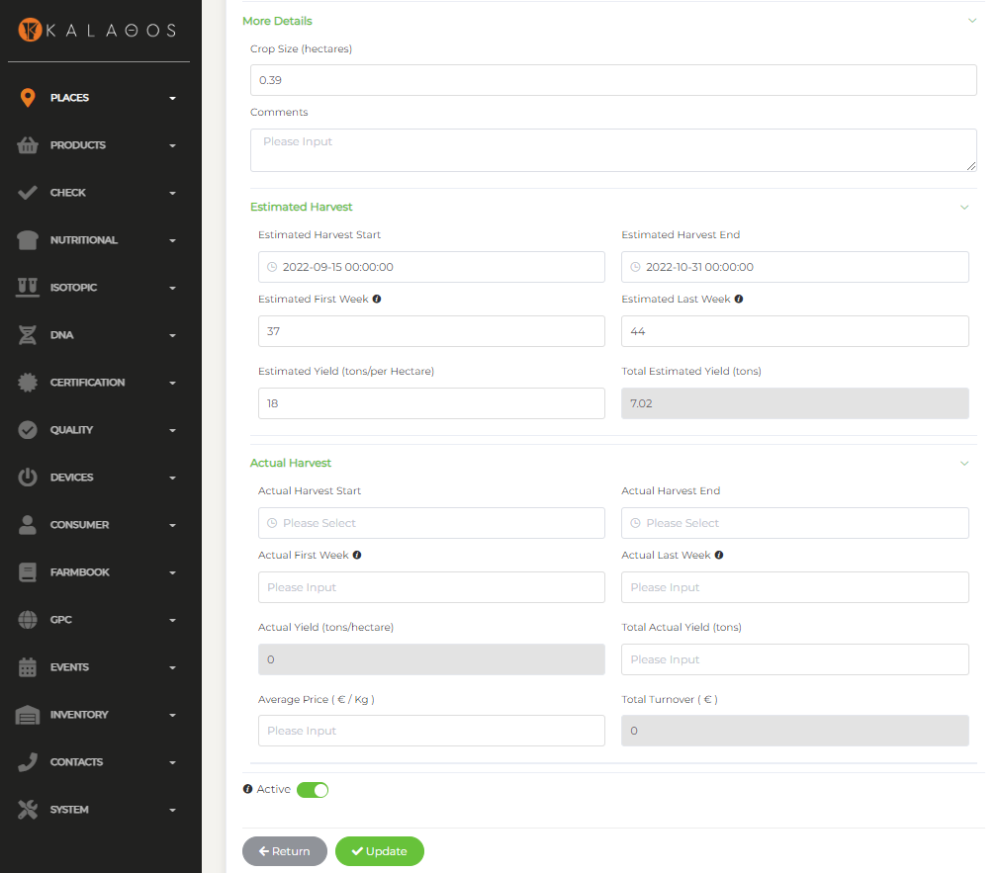 KALAΘOS
PLACES
PRODUCTS
CHECK
NUTRITIONAL
ISOTOPIC
DNA
CERTIFICATION
QUALITY
DEVICES
CONSUMER
FARMBOOK
GPC
EVENTS
INVENTORY
CONTACTS
SYSTEM
More Details
Crop Size (hectares)
0.39
Comments
Please Input
Estimated Harvest
Estimated Harvest Start Estimated Harvest End
2022-09-15 00:00:00 2022-10-31 00:00:00
Estimated First Week Estimated Last Week
37 44
Estimated Yield (tons/per Hectare) Total Estimated Yield (tons)
18 7.02
Actual Harvest
Actual Harvest Start Actual Harvest End
Please Select Please Select
Actual First Week Actual Last Week
Please Input Please Input
Actual Yield (tons/hectare) Total Actual Yield (tons)
0 Please Input
Average Price ( € / Kg ) Total Turnover ( € )
Please Input 0
Active
Return Update